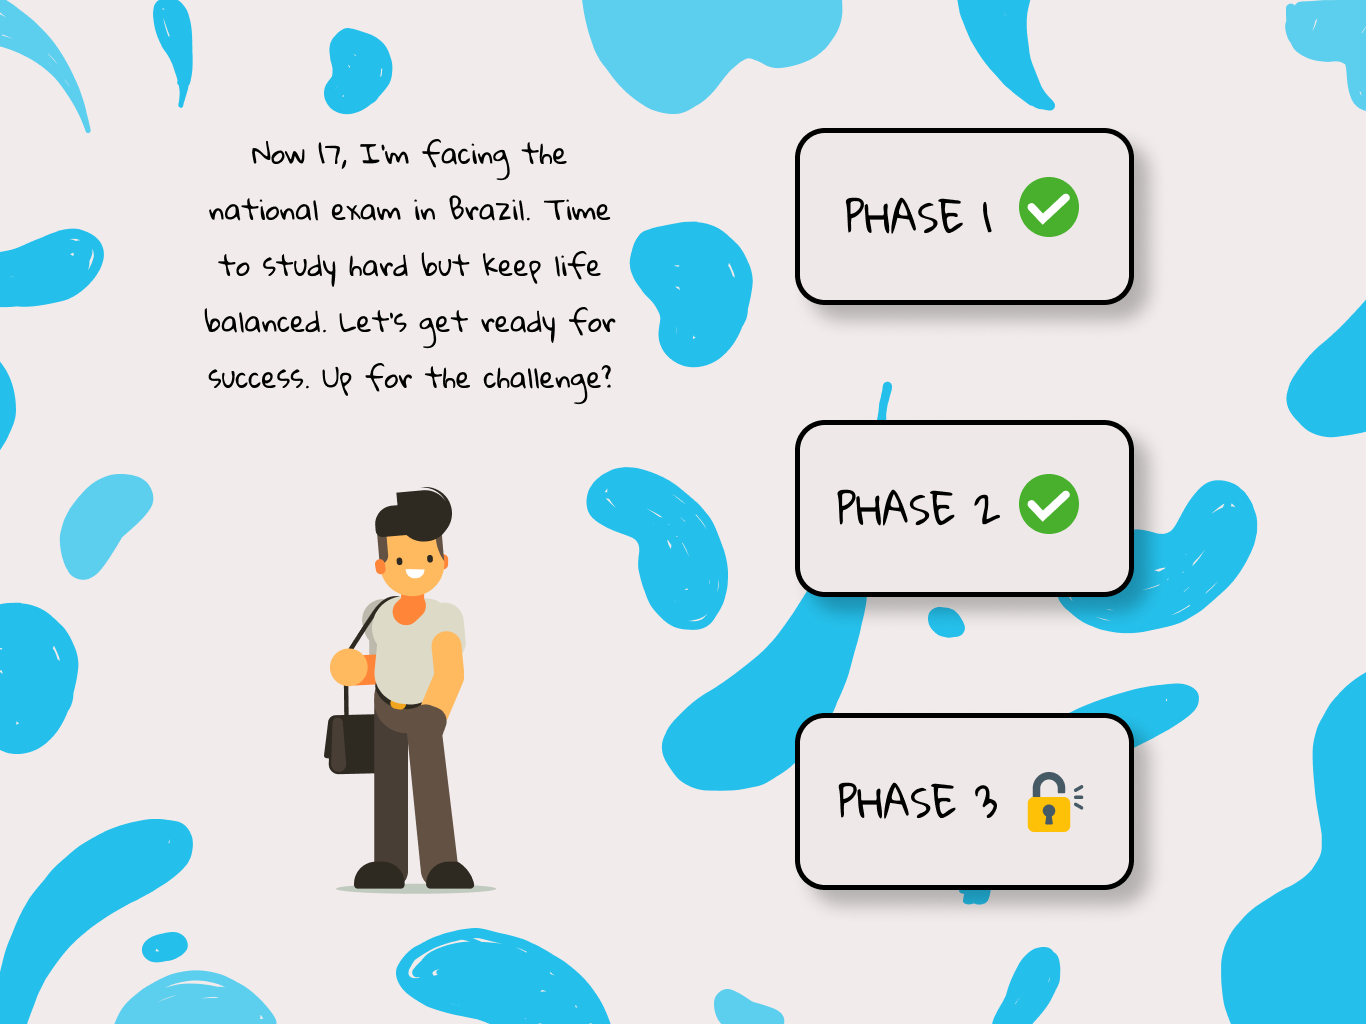 Now 17, I'm facing the
national exam in Brazil. Time
to study hard but keep life
balanced. Let's get ready for
success. Up for the challenge?
PHASE 1
PHASE 2
PHASE 3